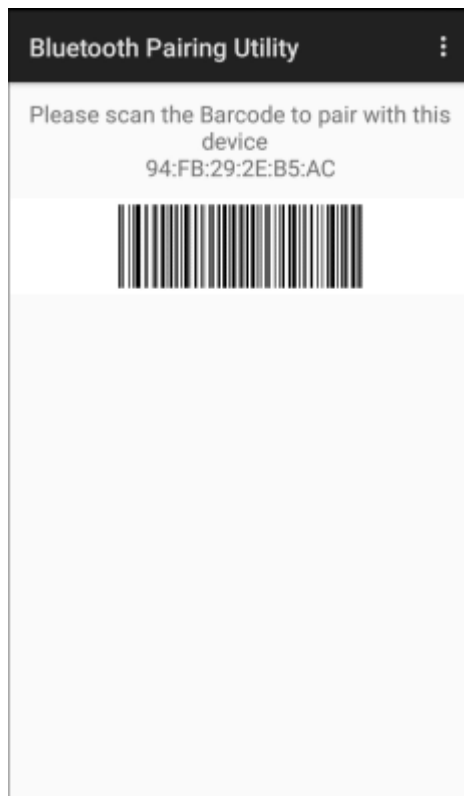 Bluetooth Pairing Utility
Please scan the Barcode to pair with this
device
94:FB:29:2E:B5:AC